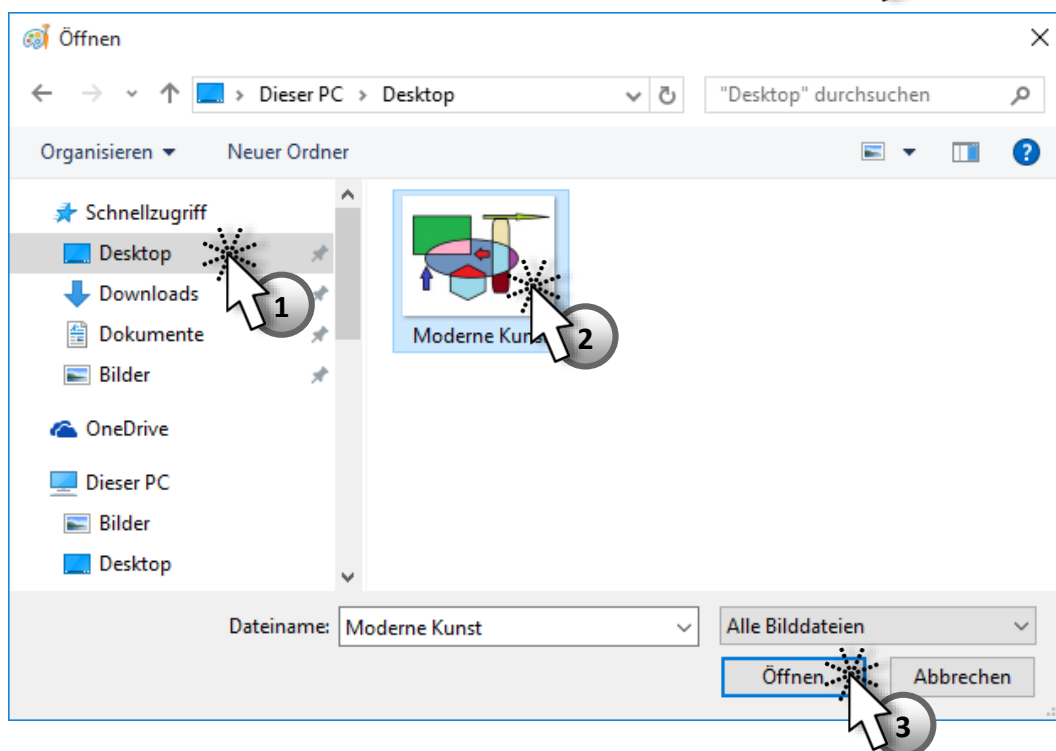 Öffnen
Dieser PC > Desktop
"Desktop" durchsuchen
Organisieren
Neuer Ordner
?
Schnellzugriff
Desktop
Downloads
Dokumente
Bilder
OneDrive
Dieser PC
Bilder
Desktop
1
Moderne Kunst
2
Dateiname: Moderne Kunst
Alle Bilddateien
Öffnen
Abbrechen
3